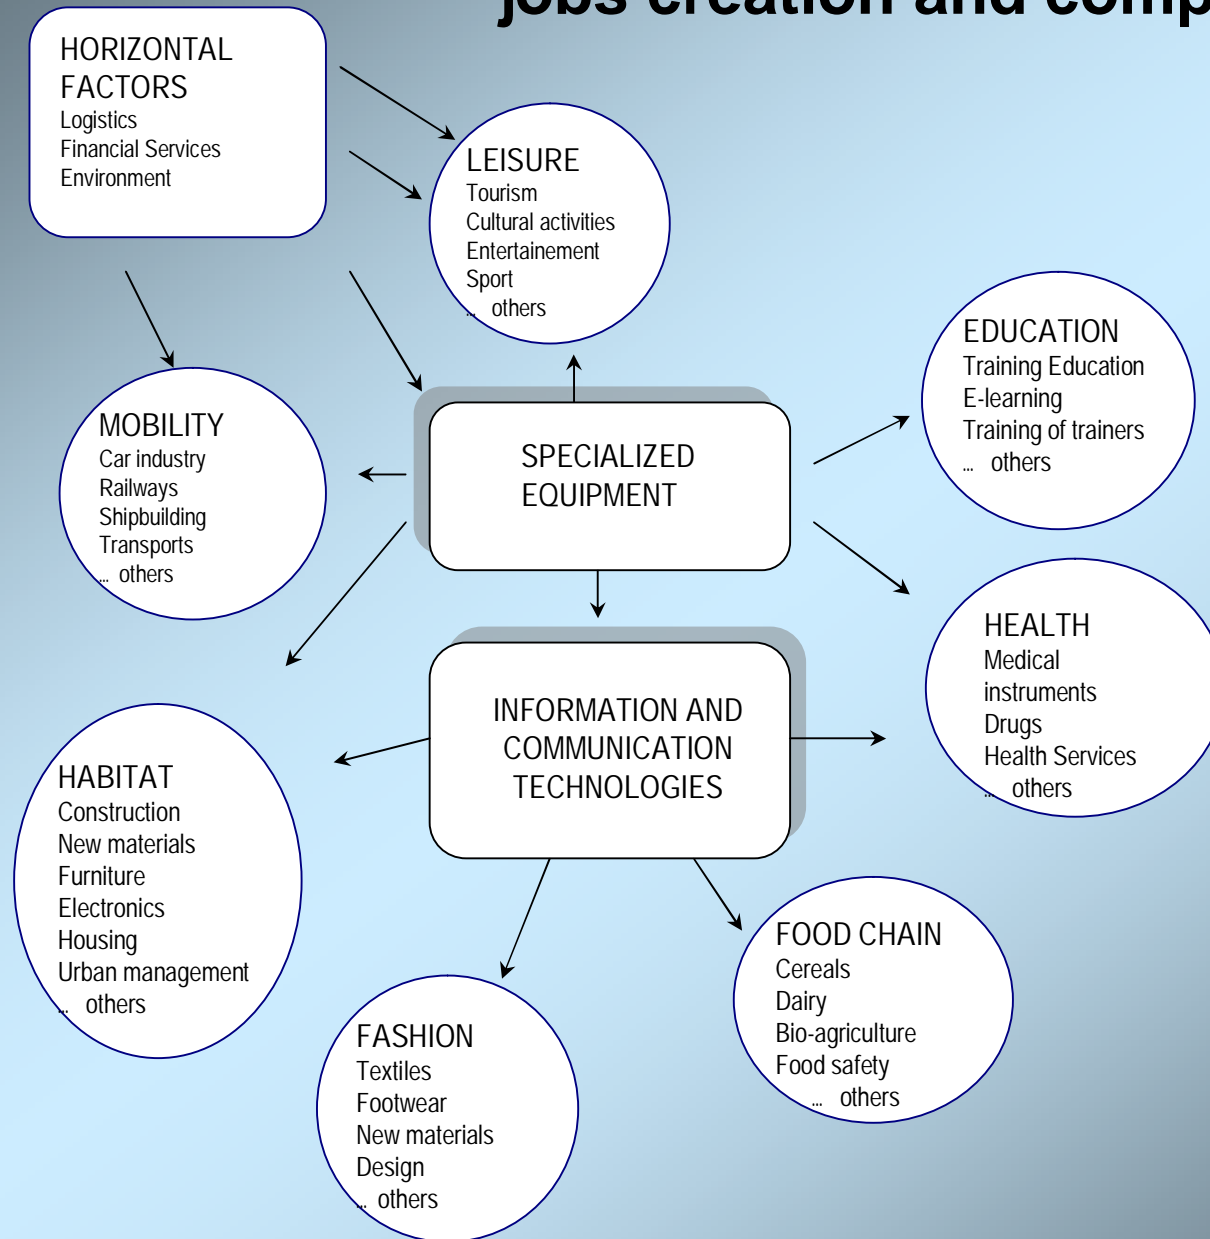 jobs creation and comp
HORIZONTAL
FACTORS
Logistics
Financial Services
Environment
LEISURE
Tourism
Cultural activities
Entertainement
Sport
... others
EDUCATION
Training Education
E-learning
Training of trainers
... others
MOBILITY
Car industry
Railways
Shipbuilding
Transports
... others
SPECIALIZED
EQUIPMENT
HEALTH
Medical
instruments
Drugs
Health Services
... others
INFORMATION AND
COMMUNICATION
TECHNOLOGIES
HABITAT
Construction
New materials
Furniture
Electronics
Housing
Urban management
... others
FOOD CHAIN
Cereals
Dairy
Bio-agriculture
Food safety
... others
FASHION
Textiles
Footwear
New materials
Design
... others